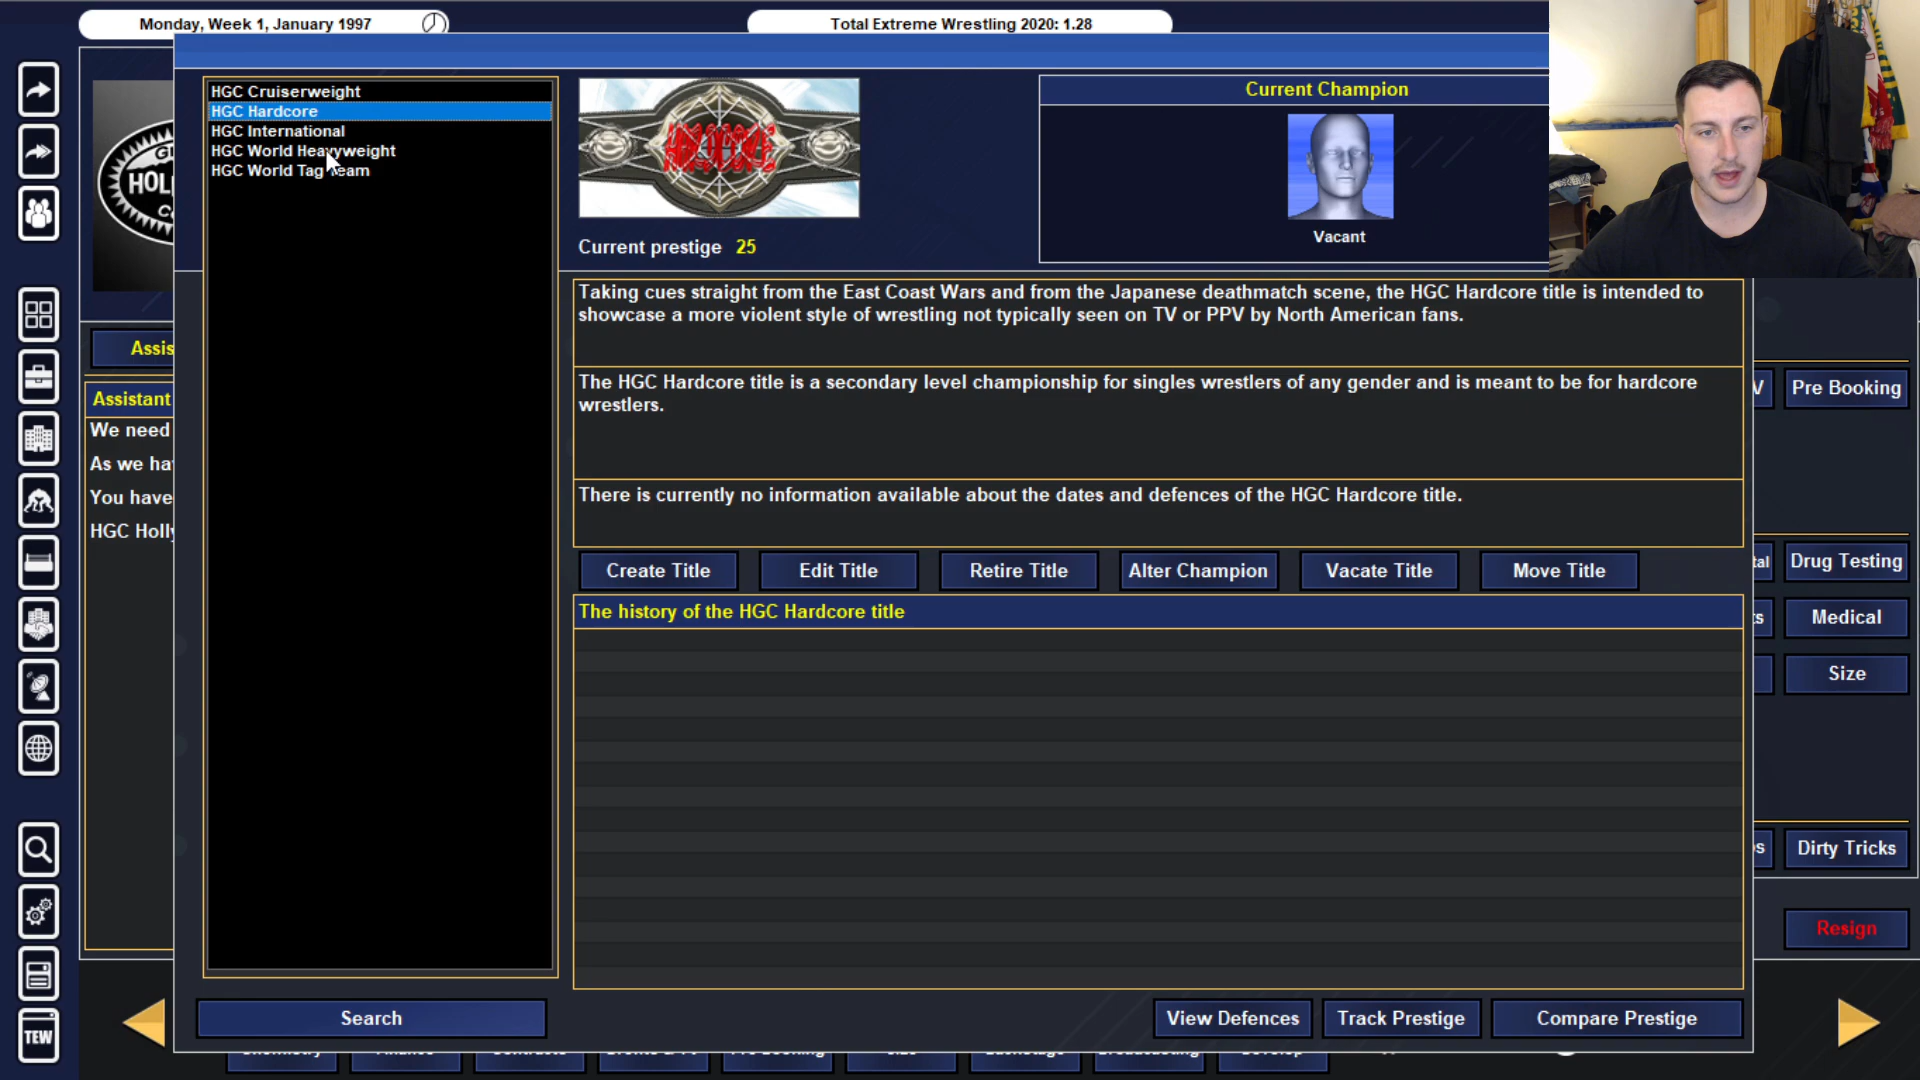 Monday, Week 1, January 1997
Total Extreme Wrestling 2020: 1.28
HGC Cruiserweight
HGC Hardcore
HGC International
HGC World Heavyweight
HGC World Tag Team
Current Champion
Vacant
Current prestige 25
Taking cues straight from the East Coast Wars and from the Japanese deathmatch scene, the HGC Hardcore title is intended to
showcase a more violent style of wrestling not typically seen on TV or PPV by North American fans.
The HGC Hardcore title is a secondary level championship for singles wrestlers of any gender and is meant to be for hardcore
wrestlers.
There is currently no information available about the dates and defences of the HGC Hardcore title.
Create Title
Edit Title
Retire Title
Alter Champion
Vacate Title
Move Title
The history of the HGC Hardcore title
Search
View Defences
Track Prestige
Compare Prestige
Assis
Assistant
We need
As we ha
You have
HGC Holly
V
Pre Booking
tal
Drug Testing
ts
Medical
Size
Dirty Tricks
Resign
TEW